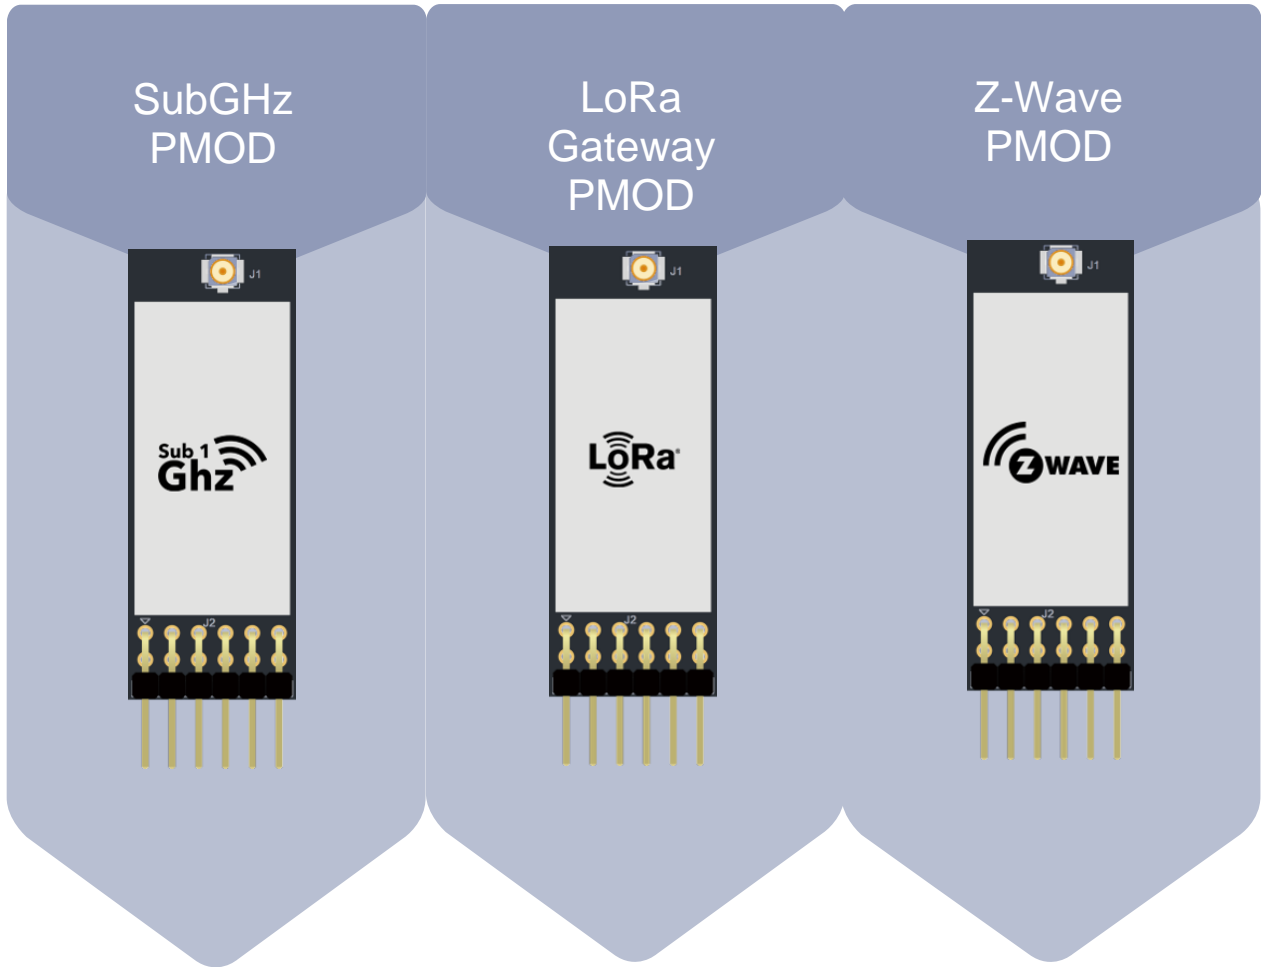 SubGHz
PMOD
J1
Sub 1
Ghz
J2
LoRa
Gateway
PMOD
J1
LoRa®
J2
Z-Wave
PMOD
J1
Z WAVE
J2